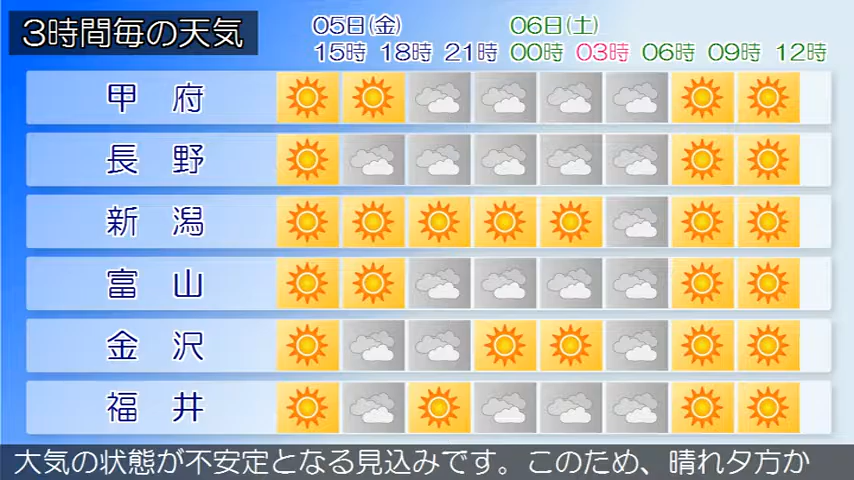 3時間毎の天気
05日(金) 06日(土)
15時 18時 21時 00時 03時 06時 09時 12時
甲府
長野
新潟
富山
金沢
福井
大気の状態が不安定となる見込みです。このため、晴れ夕方か